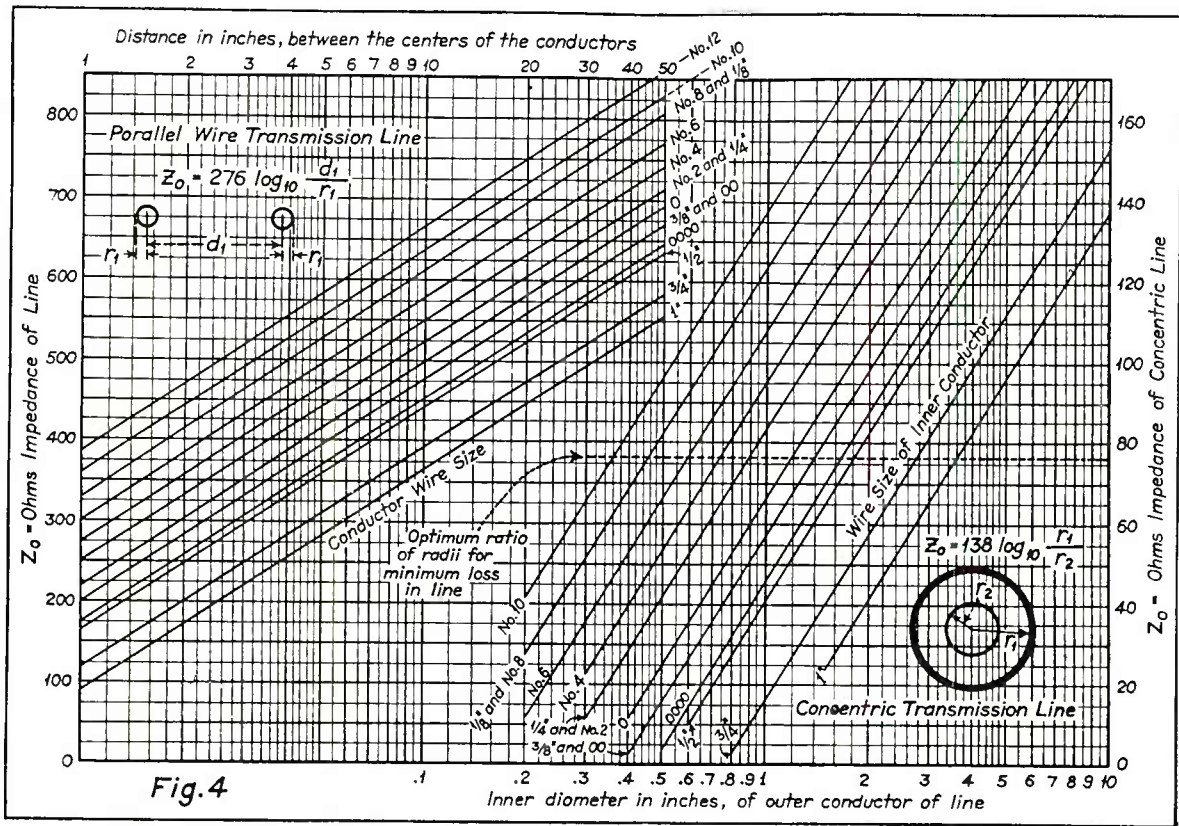 Distance in inches, between the centers of the conductors
1 2 3 4 5 6 7 8 9 10 20 30 40 50
No. 12
No. 10
No. 8 and 1/8"
No. 6
No. 4
No. 2 and 1/4"
0
3/8" and 00
0000
1/2"
3/4"
1"
Z₀ = Ohms Impedance of Line
800
700
600
500
400
300
200
100
0
Parallel Wire Transmission Line
Z₀ = 276 log₁₀ d₁/r₁
r₁ d₁ r₁
Conductor Wire Size
Optimum ratio
of radii for
minimum loss
in line
Wire Size of Inner Conductor
No. 10
1/8" and No. 8
No. 6
No. 4
1/4" and No. 2
0
3/8" and 00
0000
1/2"
3/4"
1"
Z₀ = 138 log₁₀ r₁/r₂
r₂
r₁
Concentric Transmission Line
Z₀ = Ohms Impedance of Concentric Line
160
140
120
100
80
60
40
20
0
.1 .2 .3 .4 .5 .6 .7 .8 .9 1 2 3 4 5 6 7 8 9 10
Inner diameter in inches, of outer conductor of line
Fig. 4